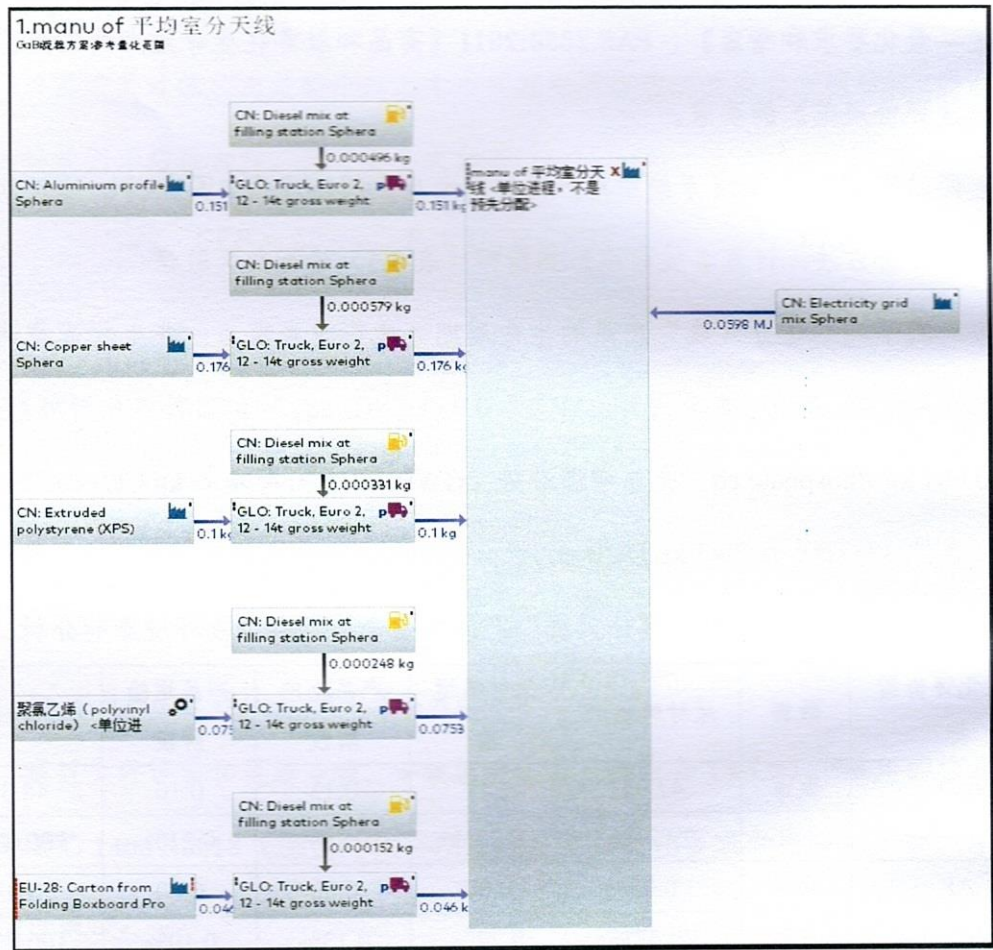 1.manu of 平均室分天线
GaBi
CN: Diesel mix at
filling station Sphera
0.000496 kg
CN: Aluminium profile
Sphera
0.151
GLO: Truck, Euro 2,
12 - 14t gross weight
p
0.151 kg
manu of 平均室分天
线 <单位进程，不是
预先分配>
X
CN: Diesel mix at
filling station Sphera
0.000579 kg
CN: Copper sheet
Sphera
0.176
GLO: Truck, Euro 2,
12 - 14t gross weight
p
0.176 kg
0.0598 MJ
CN: Electricity grid
mix Sphera
CN: Diesel mix at
filling station Sphera
0.000331 kg
CN: Extruded
polystyrene (XPS)
0.1 kg
GLO: Truck, Euro 2,
12 - 14t gross weight
p
0.1 kg
CN: Diesel mix at
filling station Sphera
0.000248 kg
聚氯乙烯（polyvinyl
chloride） <单位进
0.075
GLO: Truck, Euro 2,
12 - 14t gross weight
p
0.0753
CN: Diesel mix at
filling station Sphera
0.000152 kg
EU-28: Carton from
Folding Boxboard Pro
0.046
GLO: Truck, Euro 2,
12 - 14t gross weight
p
0.046 k